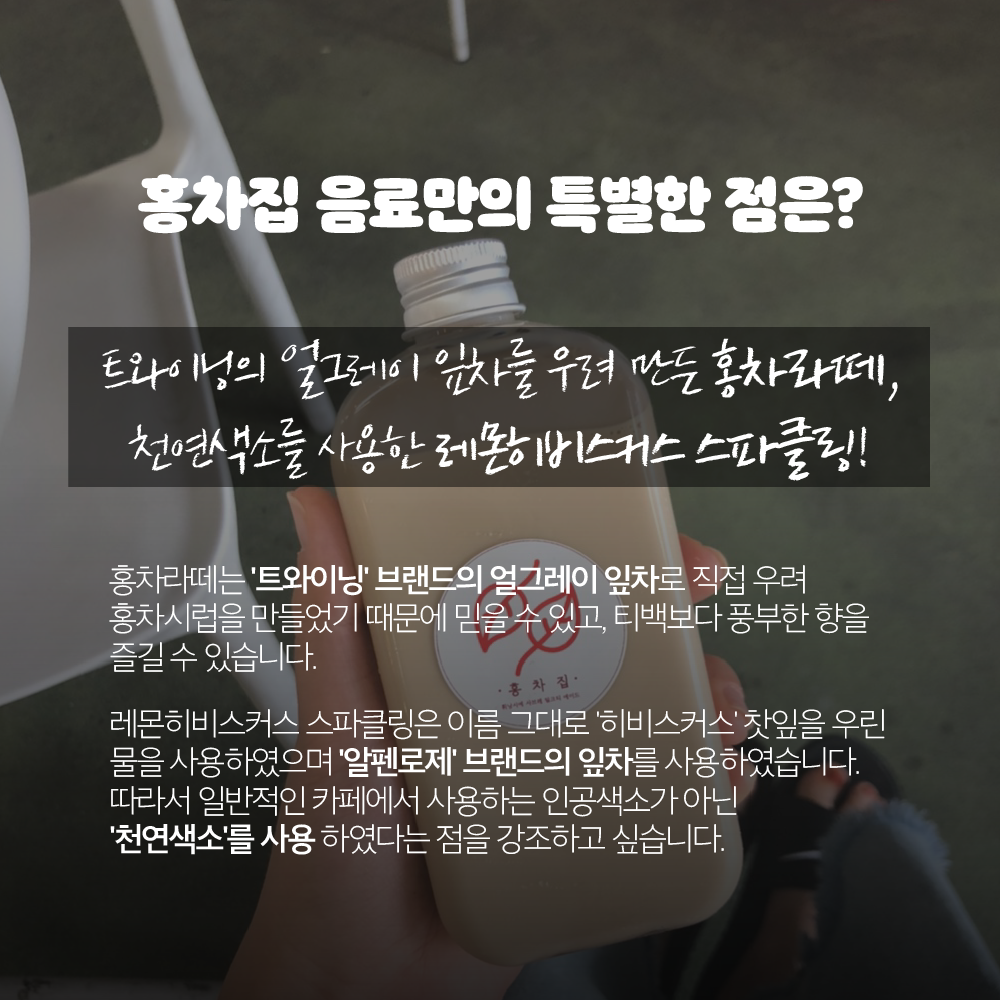 홍차집 음료만의 특별한 점은?
트와이닝의 얼그레이 잎차를 우려 만든 홍차라떼,
천연색소를 사용한 레몬히비스커스 스파클링!
홍차라떼는 '트와이닝' 브랜드의 얼그레이 잎차로 직접 우려
홍차시럽을 만들었기 때문에 믿을 수 있고, 티백보다 풍부한 향을
즐길 수 있습니다.
·홍차집·
레몬히비스커스 스파클링은 이름 그대로 '히비스커스' 찻잎을 우린
물을 사용하였으며 '알펜로제' 브랜드의 잎차를 사용하였습니다.
따라서 일반적인 카페에서 사용하는 인공색소가 아닌
'천연색소'를 사용 하였다는 점을 강조하고 싶습니다.